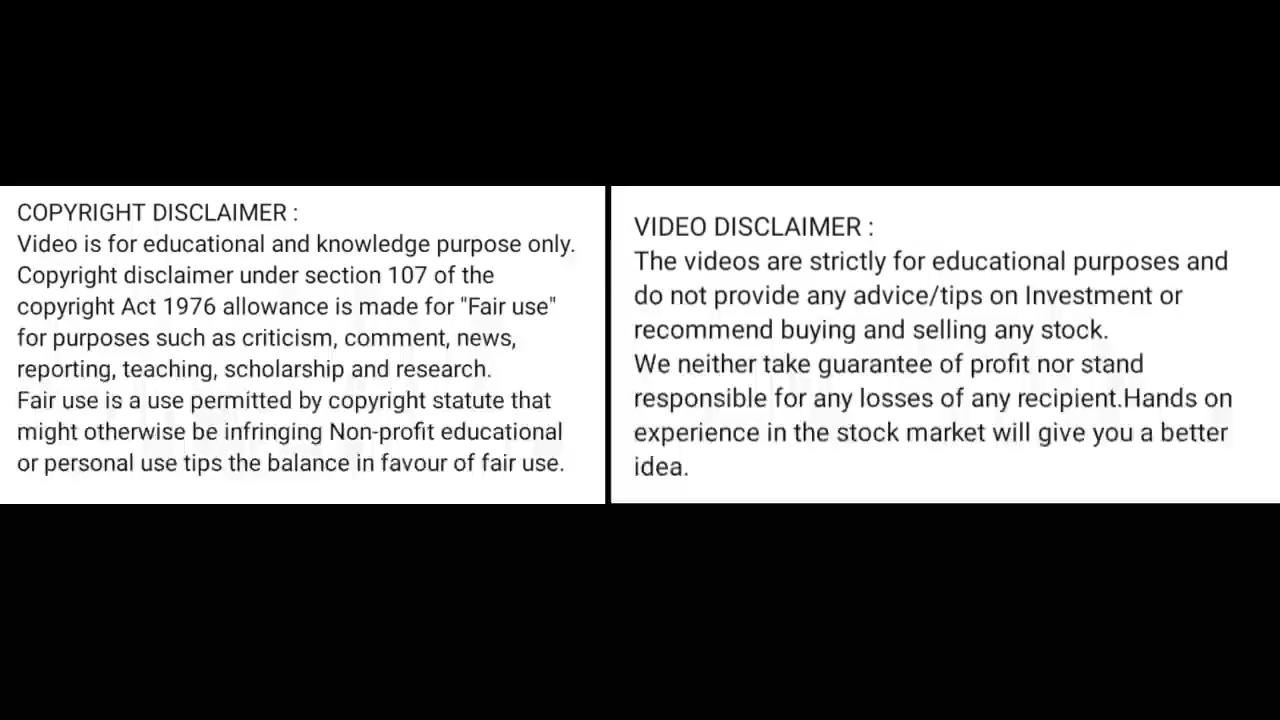 COPYRIGHT DISCLAIMER :
Video is for educational and knowledge purpose only.
Copyright disclaimer under section 107 of the
copyright Act 1976 allowance is made for "Fair use"
for purposes such as criticism, comment, news,
reporting, teaching, scholarship and research.
Fair use is a use permitted by copyright statute that
might otherwise be infringing Non-profit educational
or personal use tips the balance in favour of fair use.
VIDEO DISCLAIMER :
The videos are strictly for educational purposes and
do not provide any advice/tips on Investment or
recommend buying and selling any stock.
We neither take guarantee of profit nor stand
responsible for any losses of any recipient.Hands on
experience in the stock market will give you a better
idea.